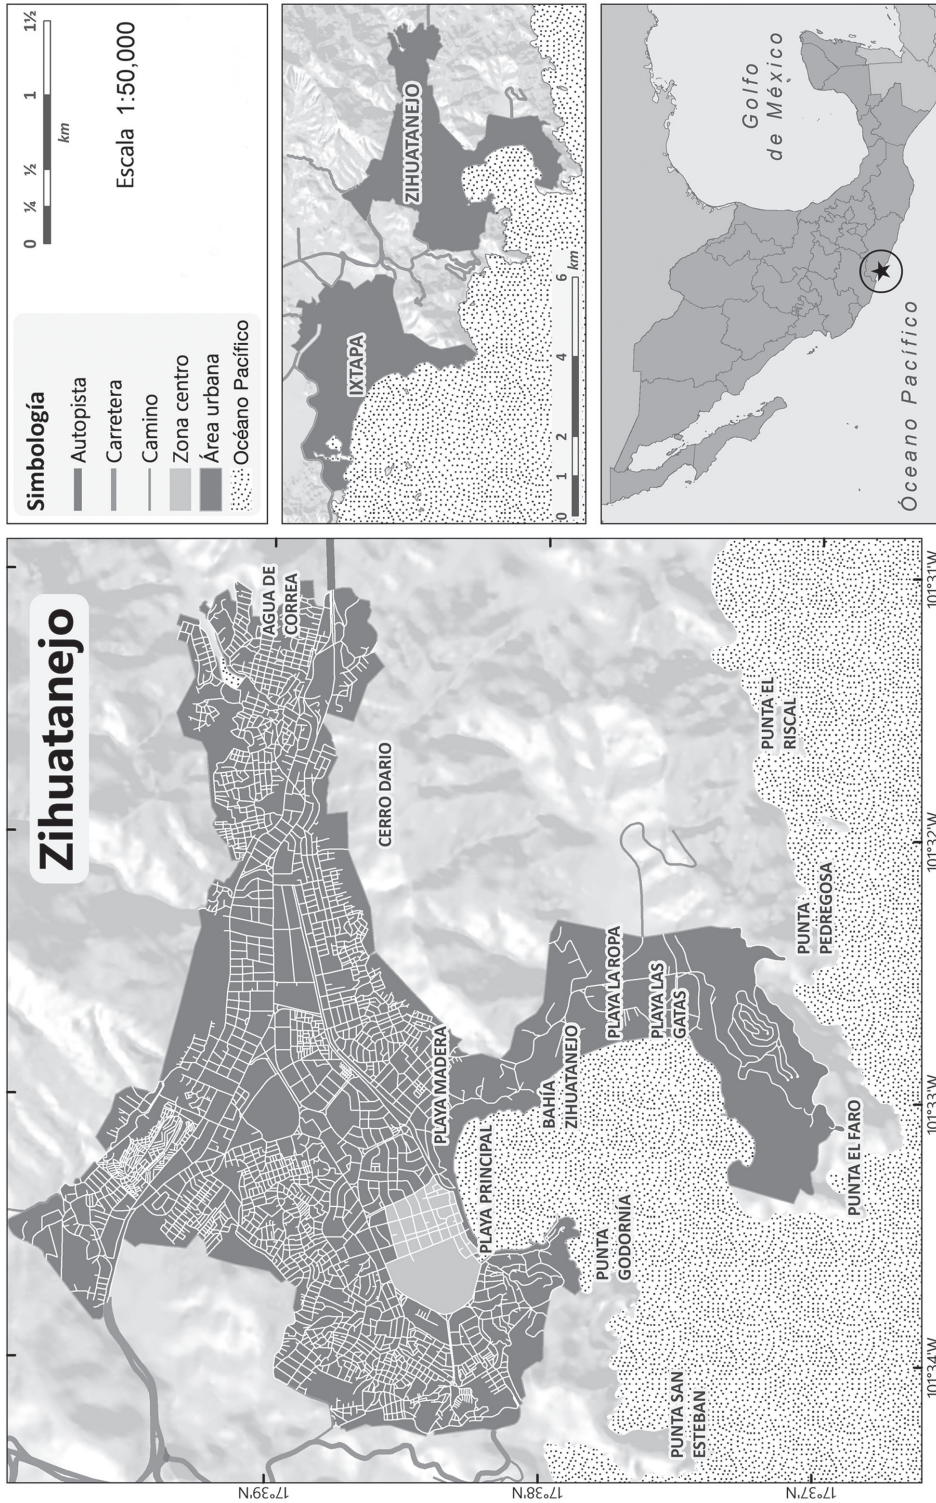 Zihuatanejo
AGUA DE
CORREA
CERRO DARIO
PUNTA EL
RISCAL
PUNTA
PEDREGOSA
PLAYA LA ROPA
PLAYA LAS
GATAS
PLAYA MADERA
BAHIA
ZIHUATANEJO
PLAYA PRINCIPAL
PUNTA EL FARO
PUNTA
GODORNÍA
PUNTA SAN
ESTEBAN
17°39'N
17°38'N
17°37'N
101°34'W
101°33'W
101°32'W
101°31'W
Simbología
Autopista
Carretera
Camino
Zona centro
Área urbana
Océano Pacífico
0 ¼ ½ 1 1½
km
Escala 1:50,000
IXTAPA
ZIHUATANEJO
0 1 2 4 6
km
Golfo
de México
Óceano Pacífico